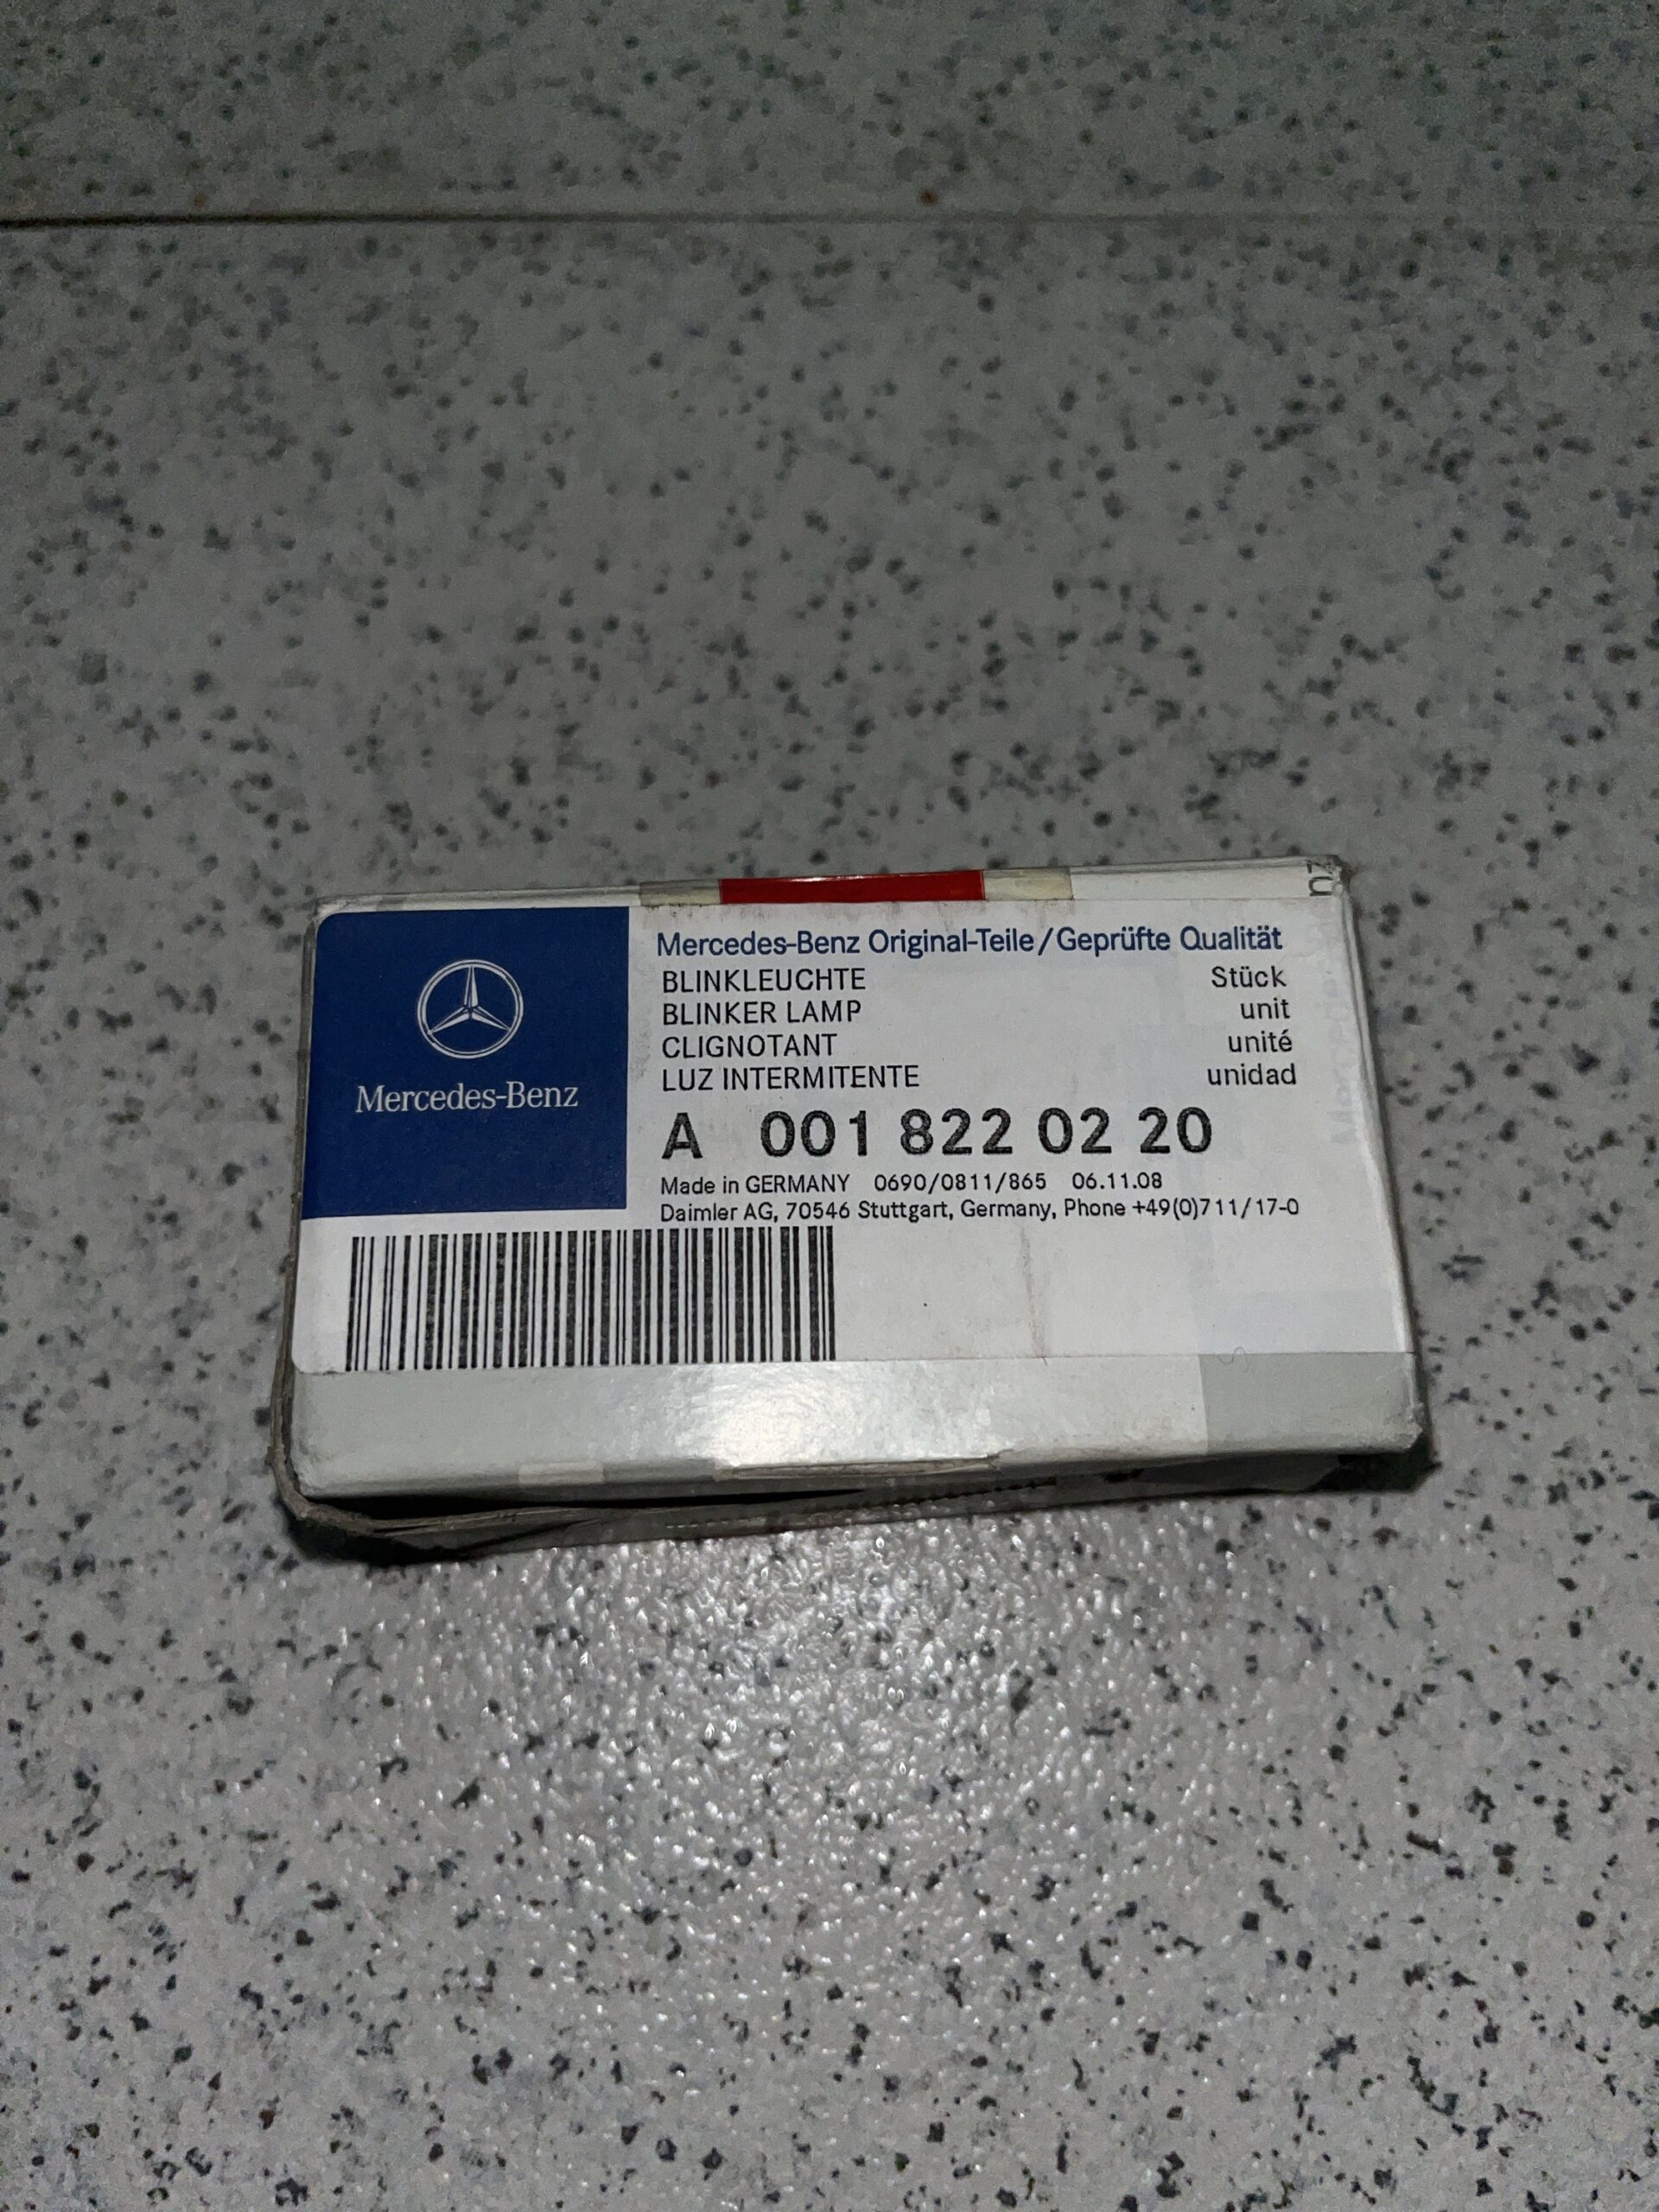 Mercedes-Benz
Mercedes-Benz Original-Teile/Geprüfte Qualität
BLINKLEUCHTE Stück
BLINKER LAMP unit
CLIGNOTANT unité
LUZ INTERMITENTE unidad
A 001 822 02 20
Made in GERMANY 0690/0811/865 06.11.08
Daimler AG, 70546 Stuttgart, Germany, Phone +49(0)711/17-0